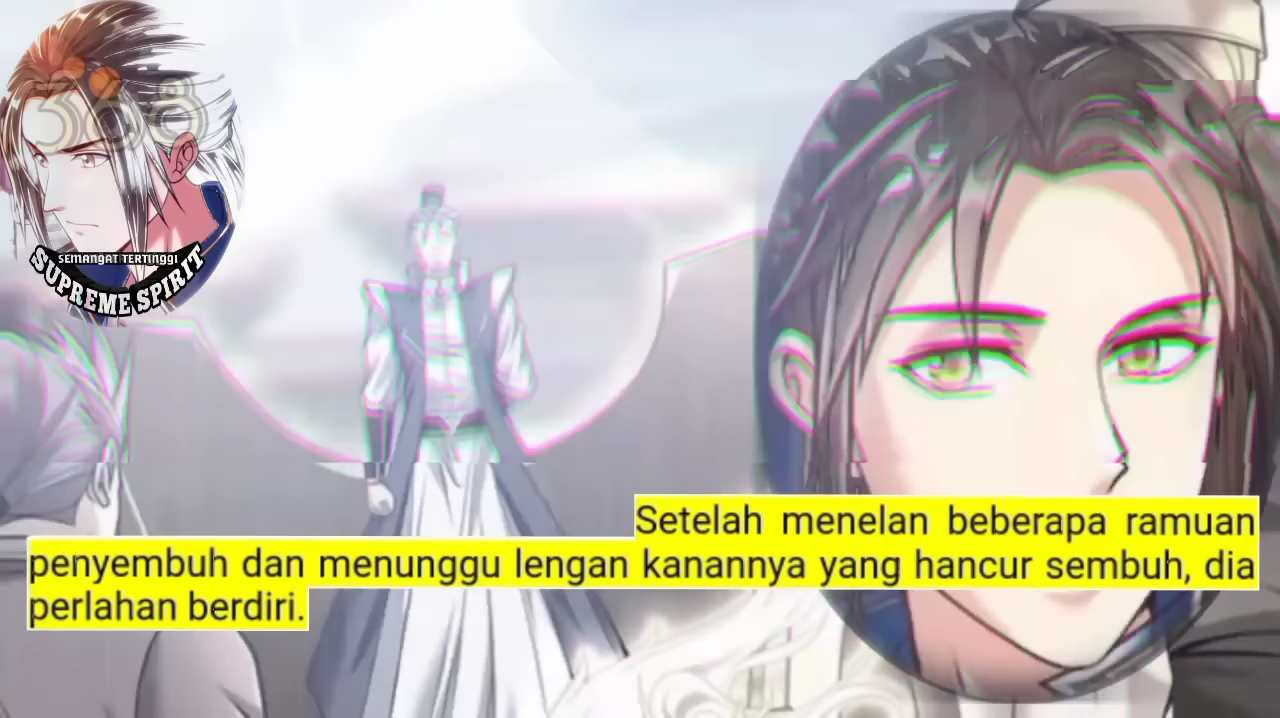 368
SEMANGAT TERTINGGI
SUPREME SPIRIT
Setelah menelan beberapa ramuan
penyembuh dan menunggu lengan kanannya yang hancur sembuh, dia
perlahan berdiri.